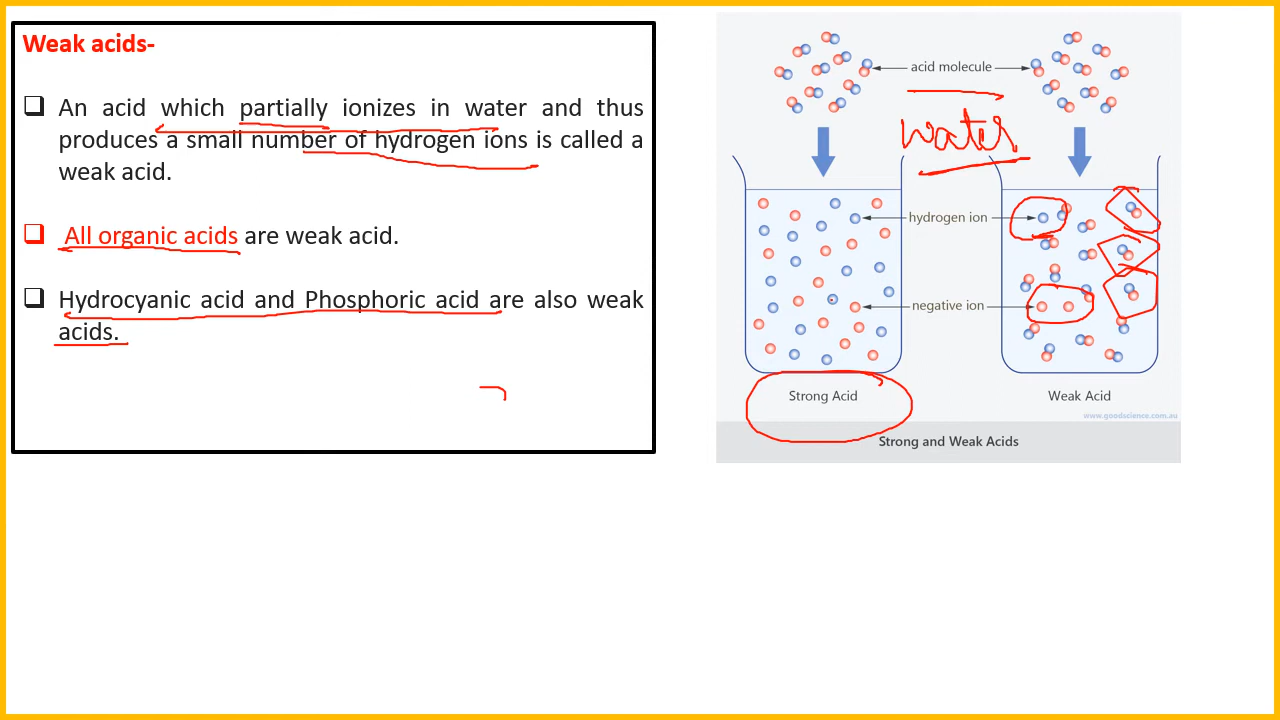 Weak acids-
An acid which partially ionizes in water and thus
produces a small number of hydrogen ions is called a
weak acid.
All organic acids are weak acid.
Hydrocyanic acid and Phosphoric acid are also weak
acids.
acid molecule
water
hydrogen ion
negative ion
Strong Acid
Weak Acid
www.goodscience.com.au
Strong and Weak Acids